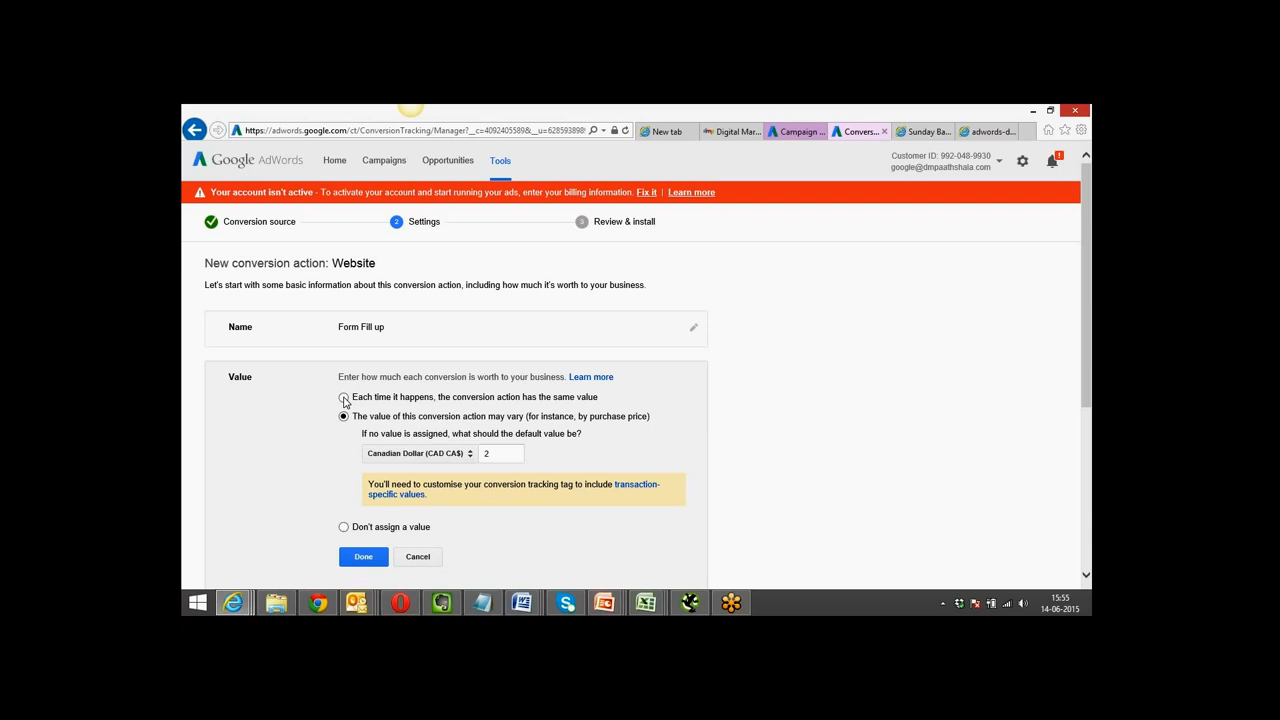 https://adwords.google.com/ct/ConversionTracking/Manager?__c=4092405589&__u=628593898
New tab
Digital Mar...
Campaign ...
Convers...
Sunday Ba...
adwords-d...
Google AdWords
Home
Campaigns
Opportunities
Tools
Customer ID: 992-048-9930
google@dmpaathshala.com
!
Your account isn't active - To activate your account and start running your ads, enter your billing information. Fix it | Learn more
Conversion source
2 Settings
3 Review & install
New conversion action: Website
Let's start with some basic information about this conversion action, including how much it's worth to your business.
Name
Form Fill up
Value
Enter how much each conversion is worth to your business. Learn more
Each time it happens, the conversion action has the same value
The value of this conversion action may vary (for instance, by purchase price)
If no value is assigned, what should the default value be?
Canadian Dollar (CAD CA$)
2
You'll need to customise your conversion tracking tag to include transaction-
specific values.
Don't assign a value
Done
Cancel
15:55
14-06-2015